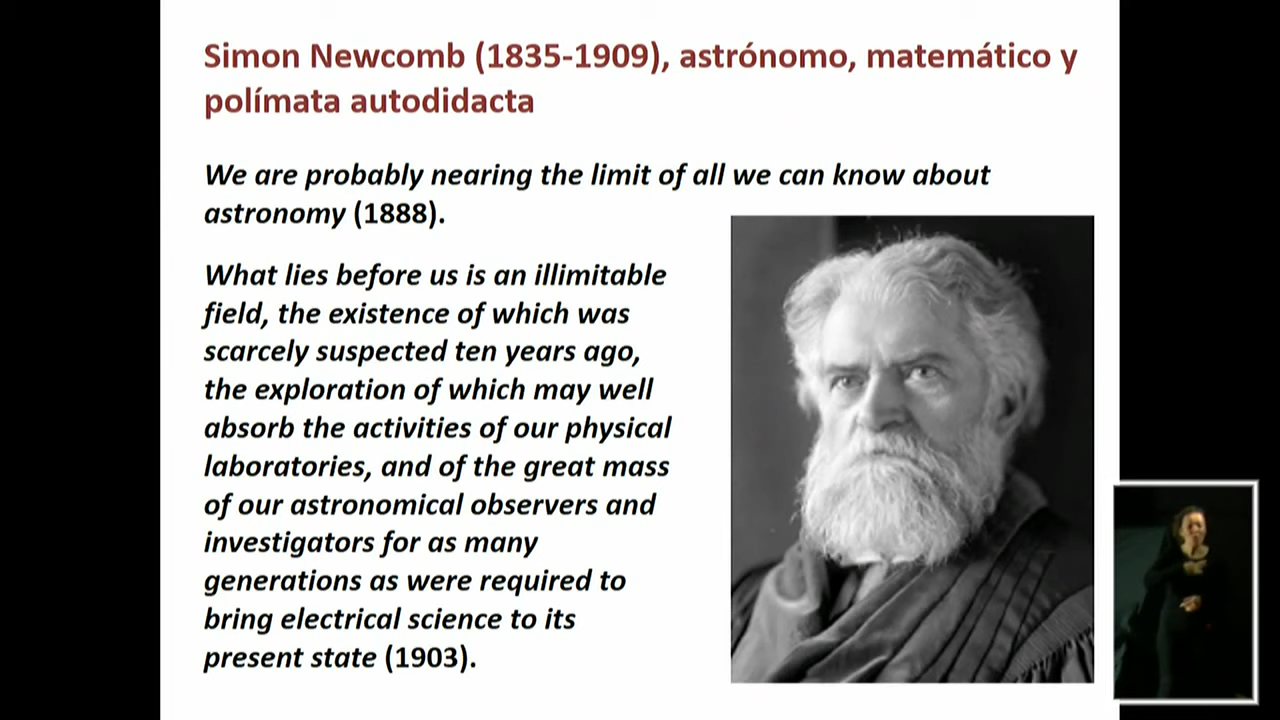 Simon Newcomb (1835-1909), astrónomo, matemático y
polímata autodidacta
We are probably nearing the limit of all we can know about
astronomy (1888).
What lies before us is an illimitable
field, the existence of which was
scarcely suspected ten years ago,
the exploration of which may well
absorb the activities of our physical
laboratories, and of the great mass
of our astronomical observers and
investigators for as many
generations as were required to
bring electrical science to its
present state (1903).